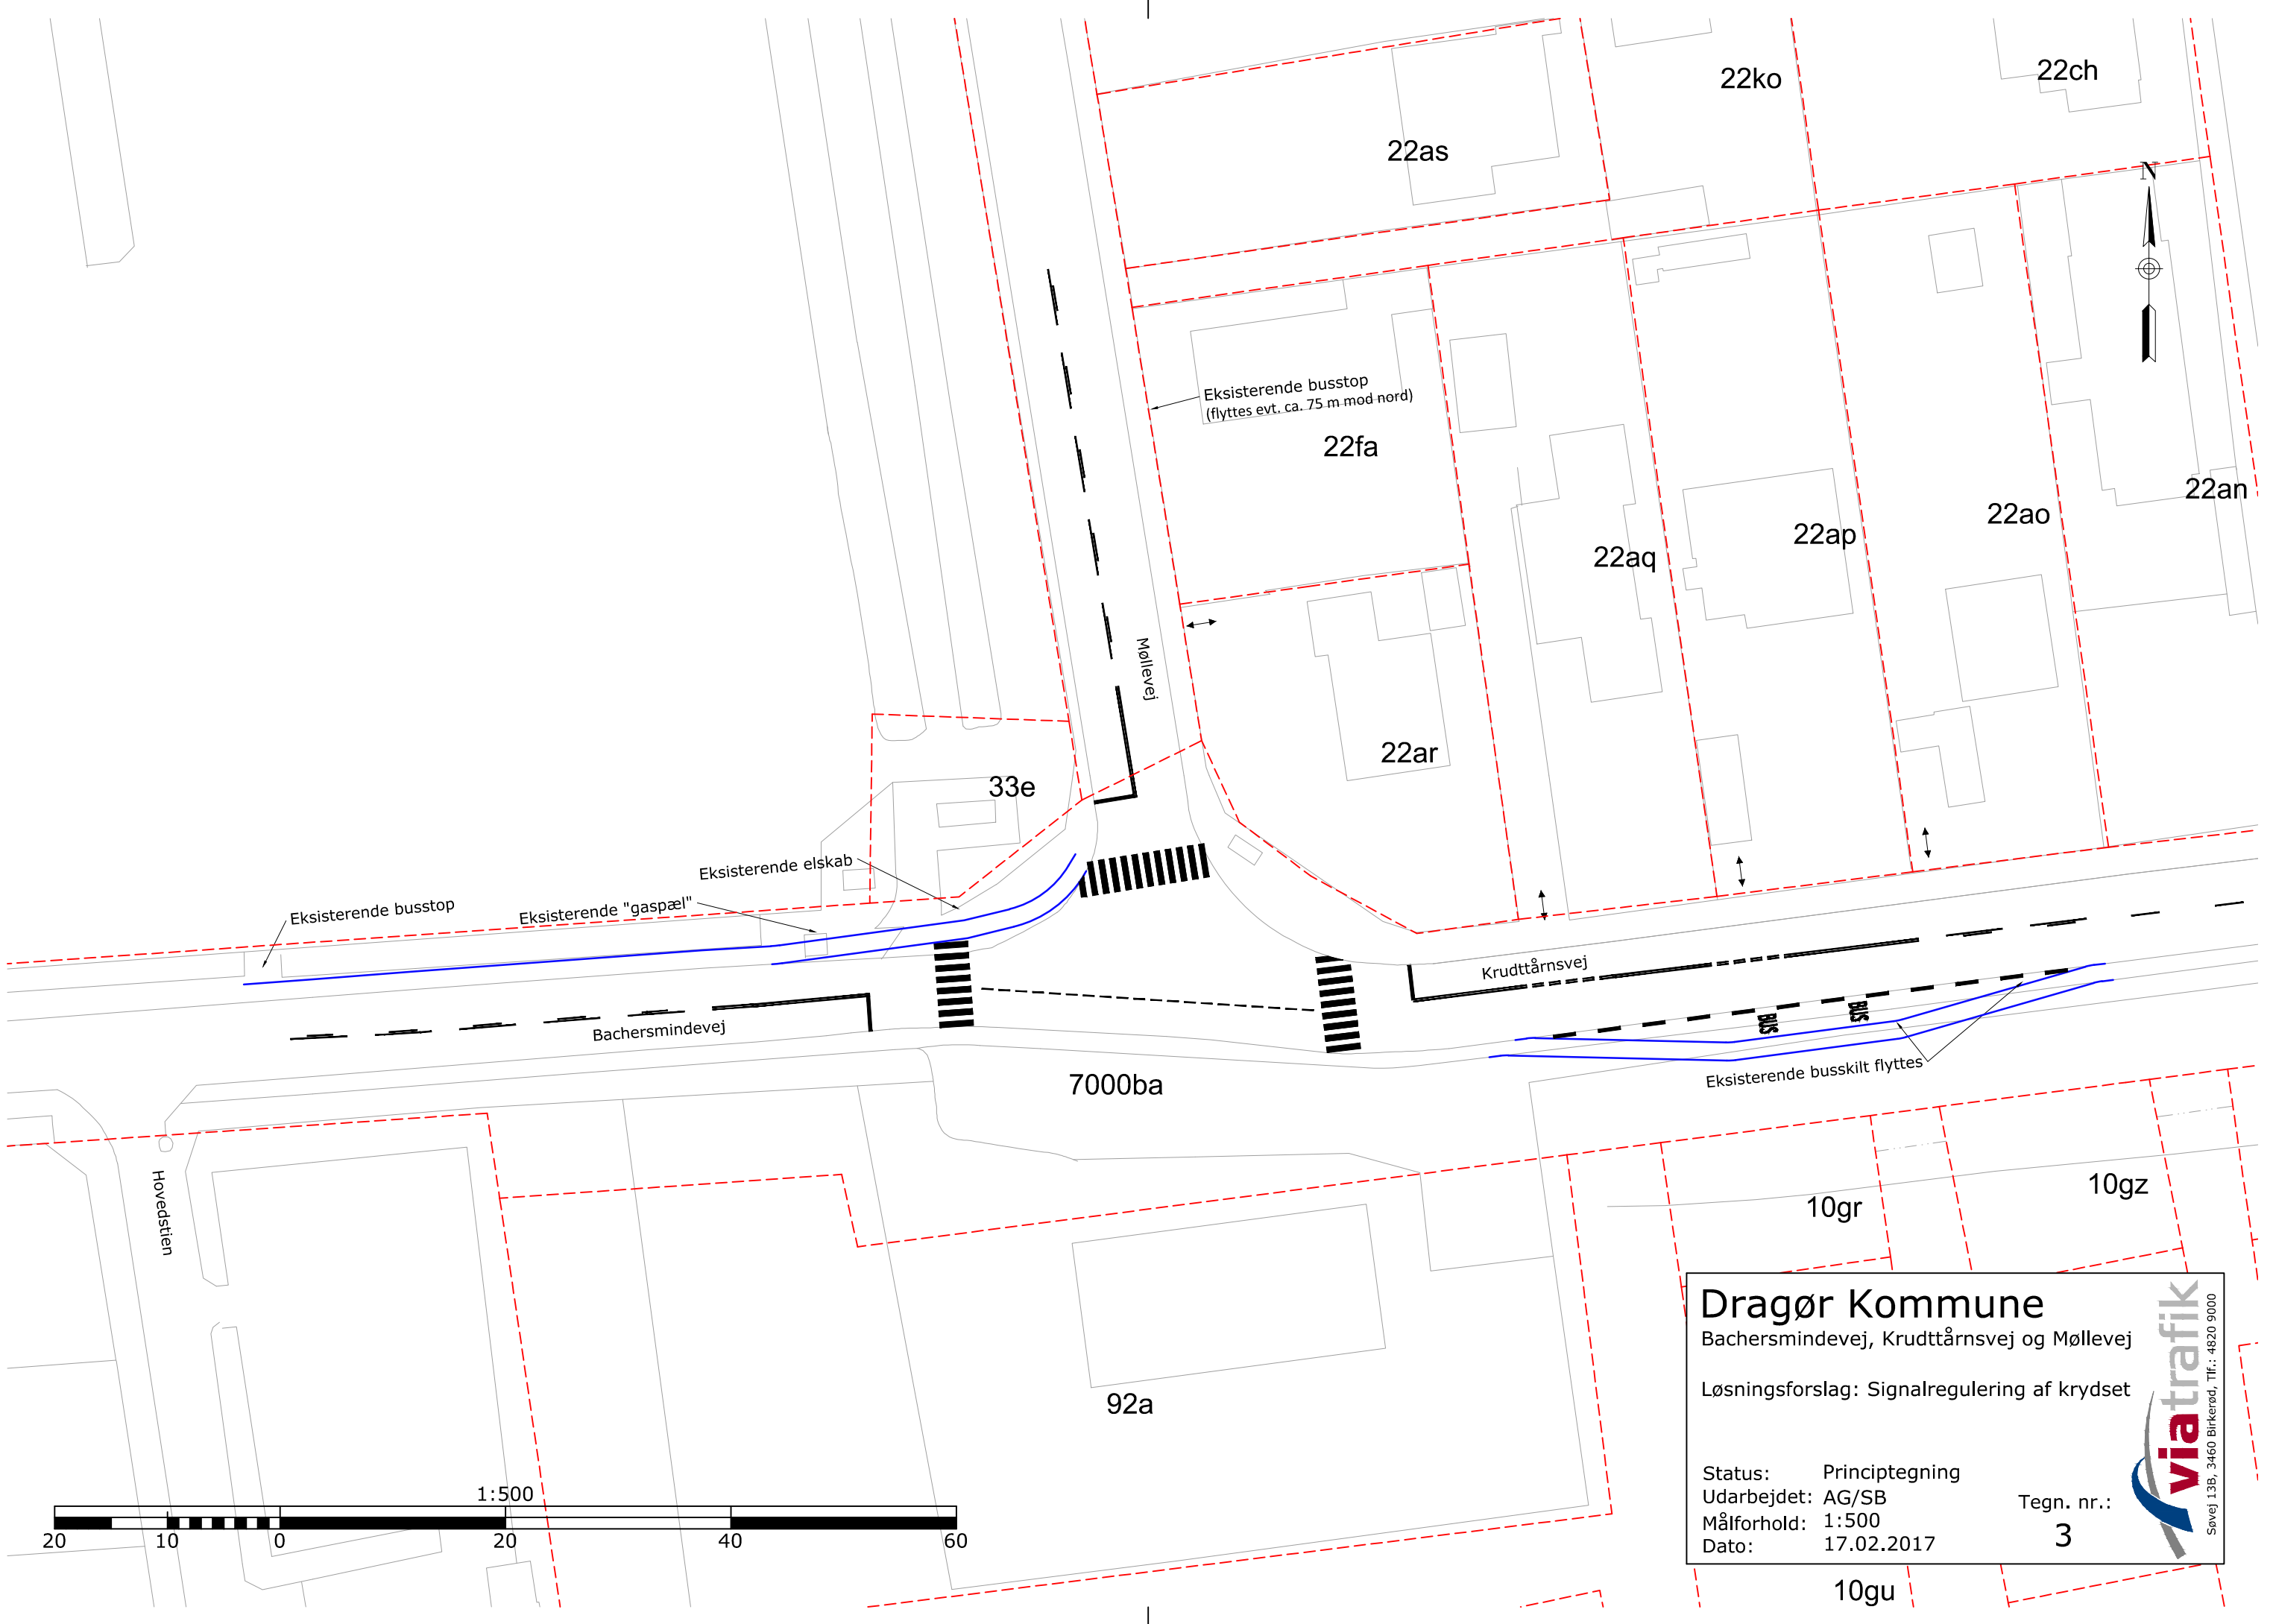 22ko
22ch
22as
N
Eksisterende busstop
(flyttes evt. ca. 75 m mod nord)
22fa
22an
22ao
22ap
22aq
Møllevej
22ar
33e
Eksisterende elskab
Eksisterende "gaspæl"
Eksisterende busstop
Krudttårnsvej
BUS
BUS
Bachersmindevej
Eksisterende busskilt flyttes
7000ba
Hovedstien
10gz
10gr
92a
Dragør Kommune
Bachersmindevej, Krudttårnsvej og Møllevej
Løsningsforslag: Signalregulering af krydset
Status: Principtegning
Udarbejdet: AG/SB
Målforhold: 1:500
Dato: 17.02.2017
Tegn. nr.:
3
viatrafik
Søvej 13B, 3460 Birkerød, Tlf.: 4820 9000
1:500
20 10 0 20 40 60
10gu